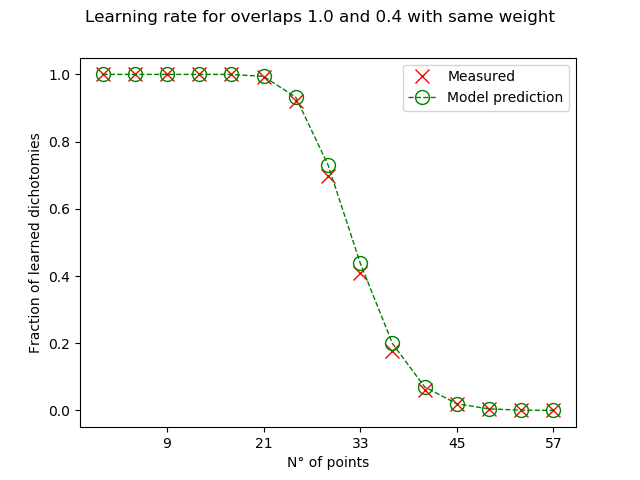 Learning rate for overlaps 1.0 and 0.4 with same weight
Measured
Model prediction
Fraction of learned dichotomies
1.0
0.8
0.6
0.4
0.2
0.0
9
21
33
45
57
N° of points